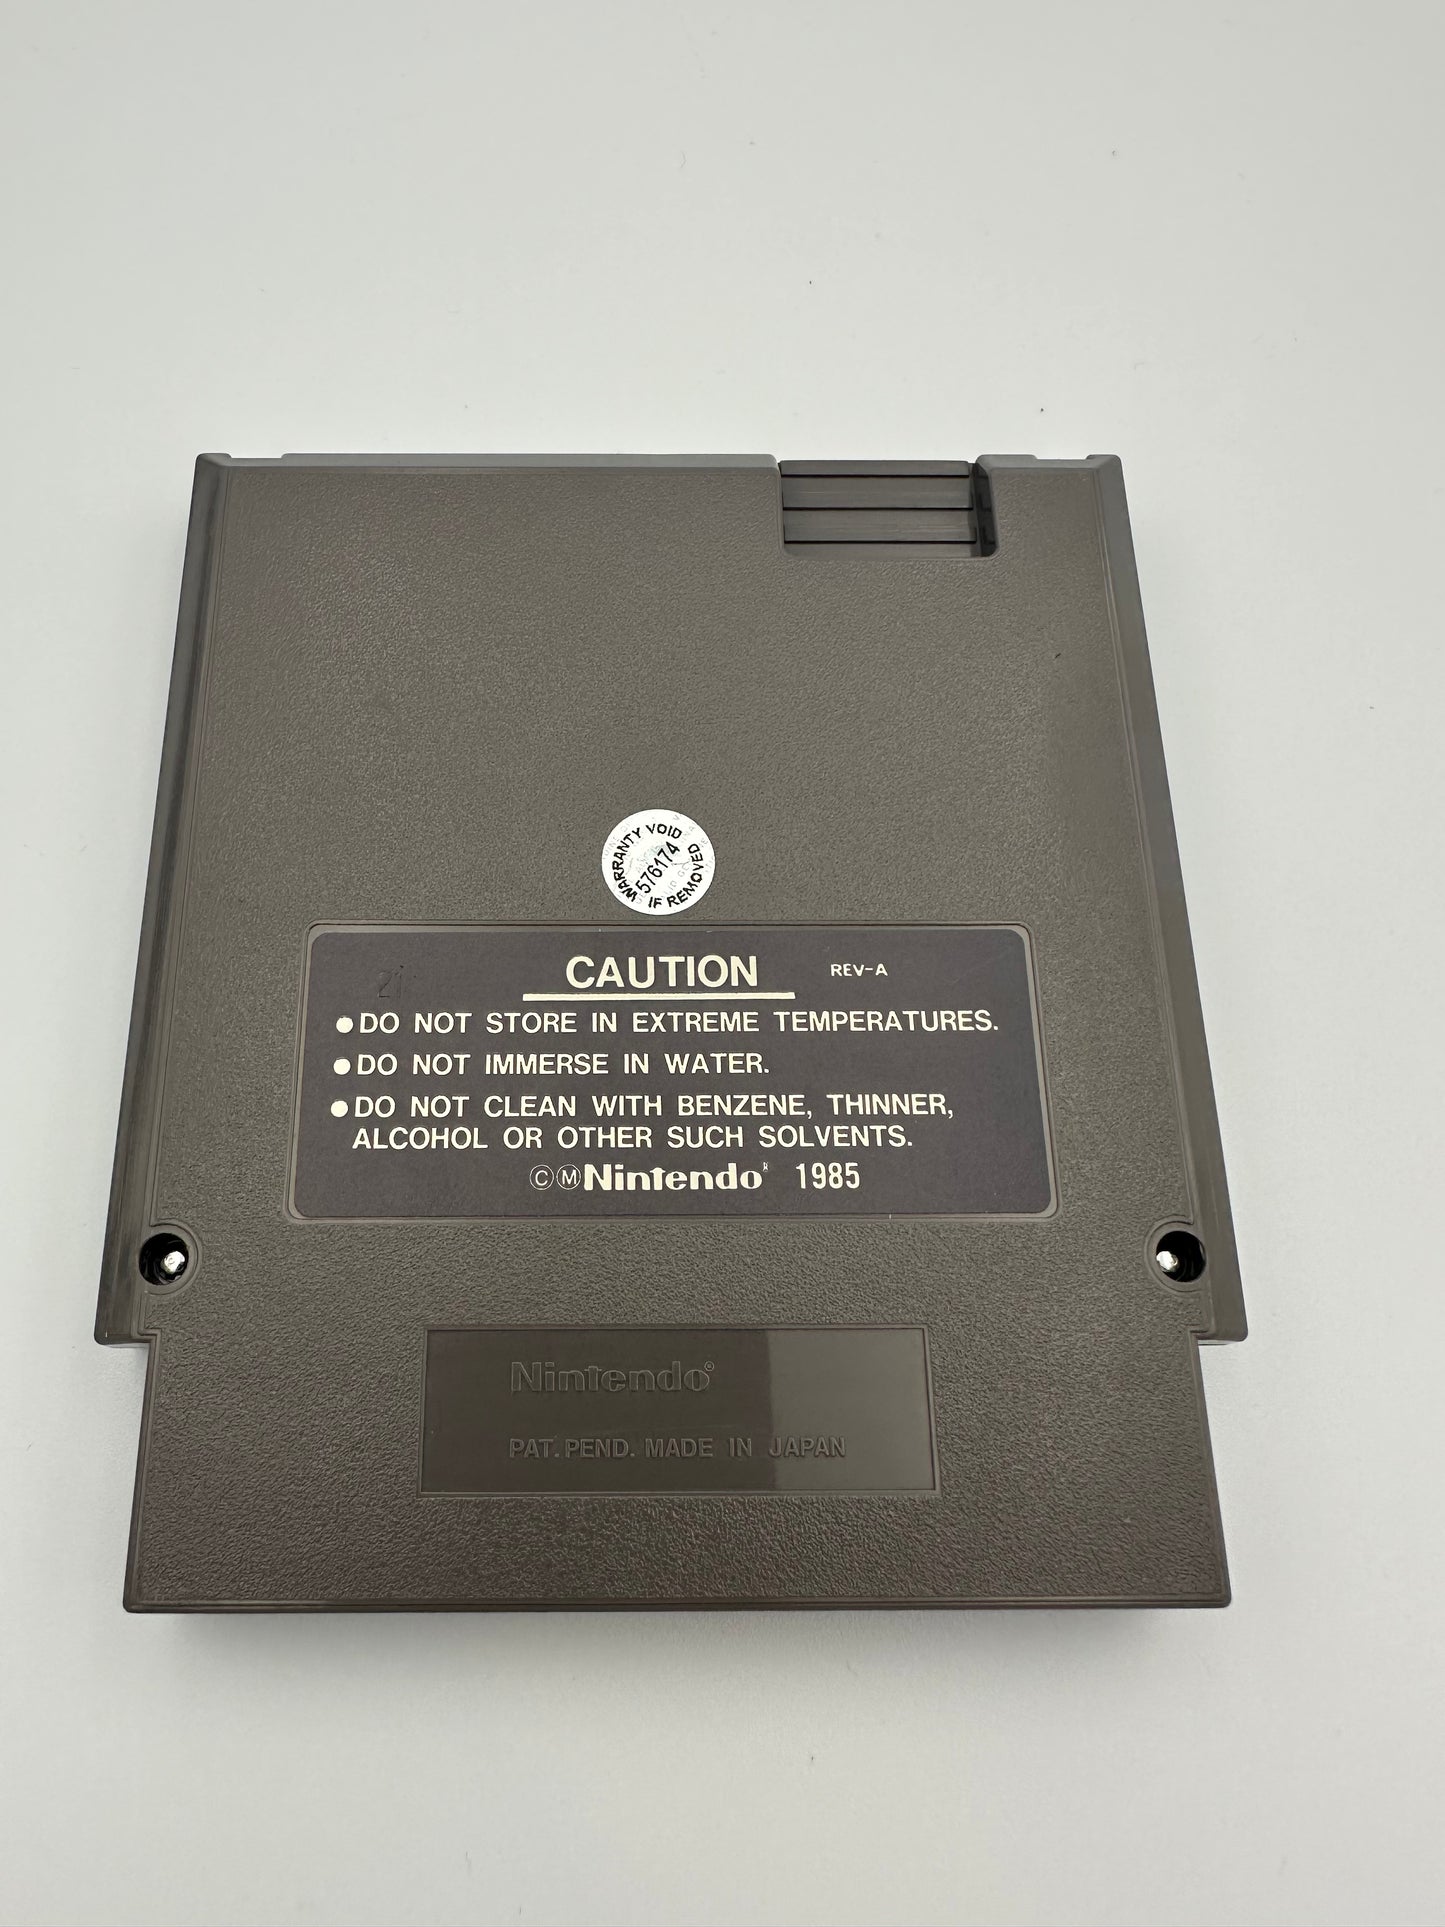 WARRANTY VOID
576174
IF REMOVED
21
CAUTION REV-A
●DO NOT STORE IN EXTREME TEMPERATURES.
●DO NOT IMMERSE IN WATER.
●DO NOT CLEAN WITH BENZENE, THINNER,
ALCOHOL OR OTHER SUCH SOLVENTS.
ⒸⓂNintendo® 1985
Nintendo®
PAT. PEND. MADE IN JAPAN